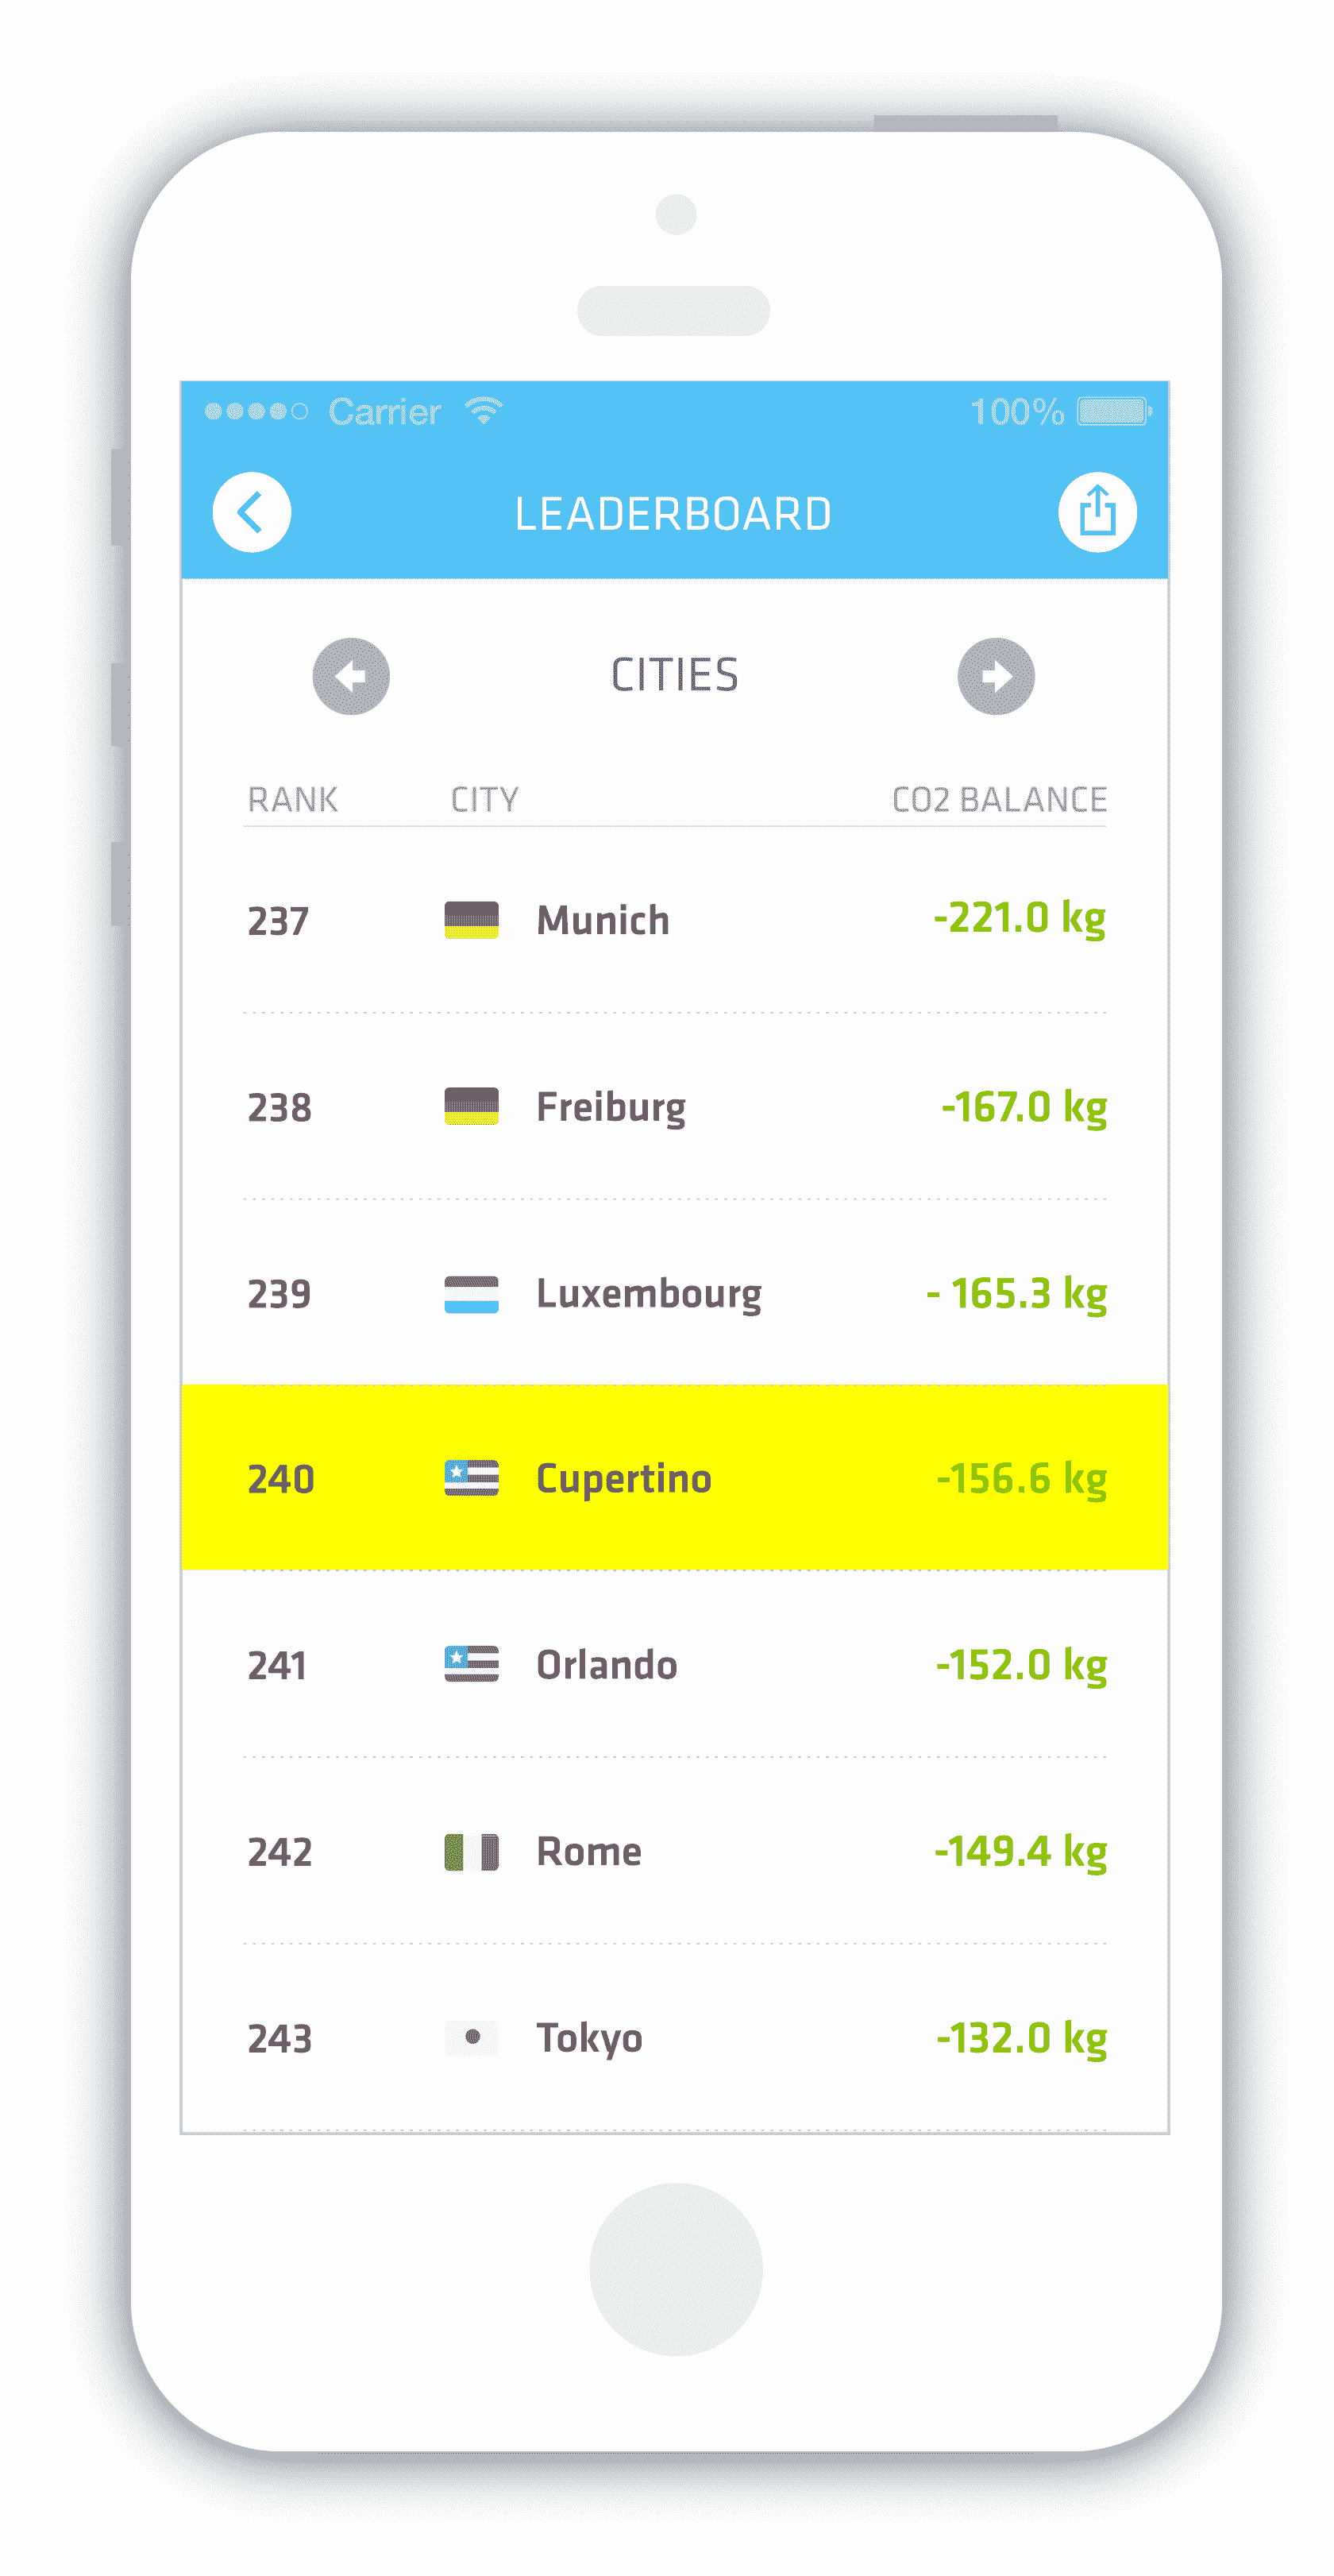 Carrier 100%
LEADERBOARD
CITIES
RANK CITY CO2 BALANCE
237 Munich -221.0 kg
238 Freiburg -167.0 kg
239 Luxembourg - 165.3 kg
240 Cupertino -156.6 kg
241 Orlando -152.0 kg
242 Rome -149.4 kg
243 Tokyo -132.0 kg